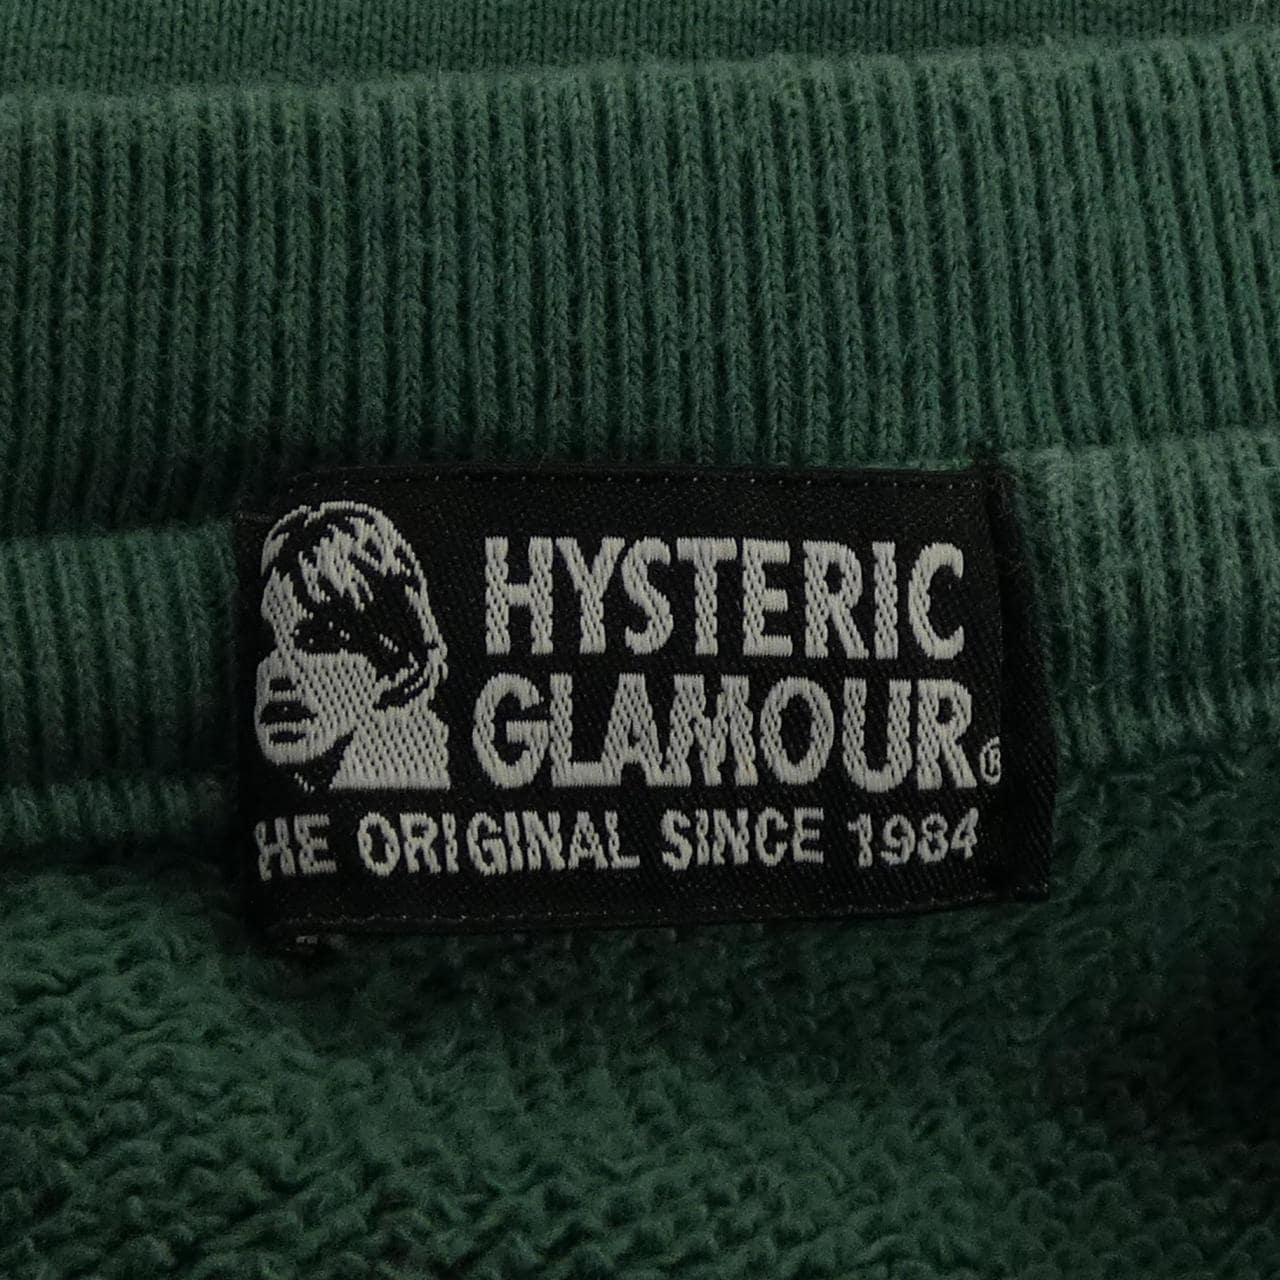 HYSTERIC
GLAMOUR®
HE ORIGINAL SINCE 1984